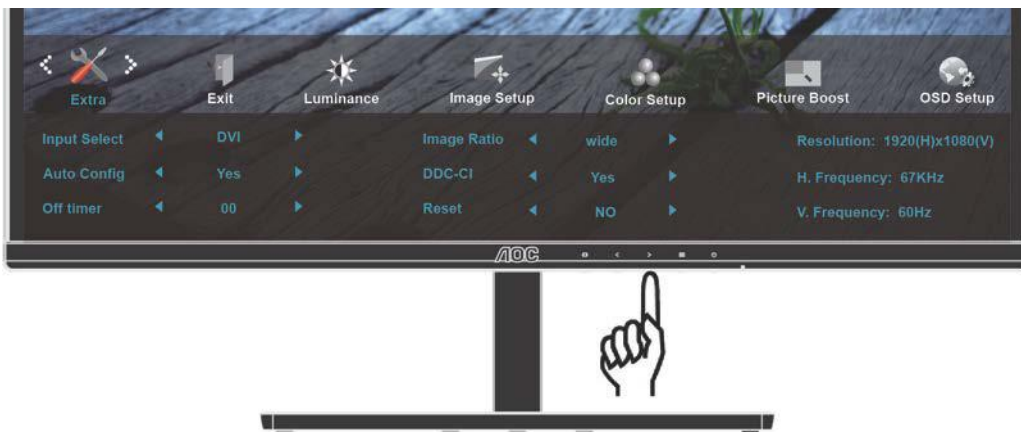 Extra Exit Luminance Image Setup Color Setup Picture Boost OSD Setup
Input Select DVI Image Ratio wide Resolution: 1920(H)x1080(V)
Auto Config Yes DDC-CI Yes H. Frequency: 67KHz
Off timer 00 Reset NO V. Frequency: 60Hz
AOC